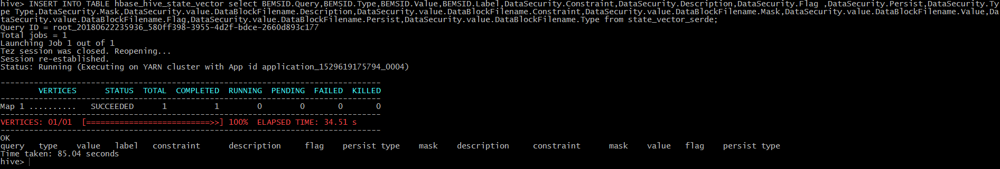 hive> INSERT INTO TABLE hbase_hive_state_vector select BEMSID.Query,BEMSID.Type,BEMSID.Value,BEMSID.Label,DataSecurity.Constraint,DataSecurity.Description,DataSecurity.Flag ,DataSecurity.Persist,DataSecurity.Ty
pe Type,DataSecurity.Mask,DataSecurity.value.DataBlockFilename.Description,DataSecurity.value.DataBlockFilename.Constraint,DataSecurity.value.DataBlockFilename.Mask,DataSecurity.value.DataBlockFilename.Value,Da
taSecurity.value.DataBlockFilename.Flag,DataSecurity.value.DataBlockFilename.Persist,DataSecurity.value.DataBlockFilename.Type from state_vector_serde;
Query ID = root_20180622235936_580ff398-3955-4d2f-bdce-2660d893c177
Total jobs = 1
Launching Job 1 out of 1
Tez session was closed. Reopening...
Session re-established.
Status: Running (Executing on YARN cluster with App id application_1529619175794_0004)
--------------------------------------------------------------------------------
VERTICES STATUS TOTAL COMPLETED RUNNING PENDING FAILED KILLED
--------------------------------------------------------------------------------
Map 1 .......... SUCCEEDED 1 1 0 0 0 0
--------------------------------------------------------------------------------
VERTICES: 01/01 [==========================>>] 100% ELAPSED TIME: 34.51 s
--------------------------------------------------------------------------------
OK
query type value label constraint description flag persist type mask description constraint mask value flag persist type
Time taken: 85.04 seconds
hive>